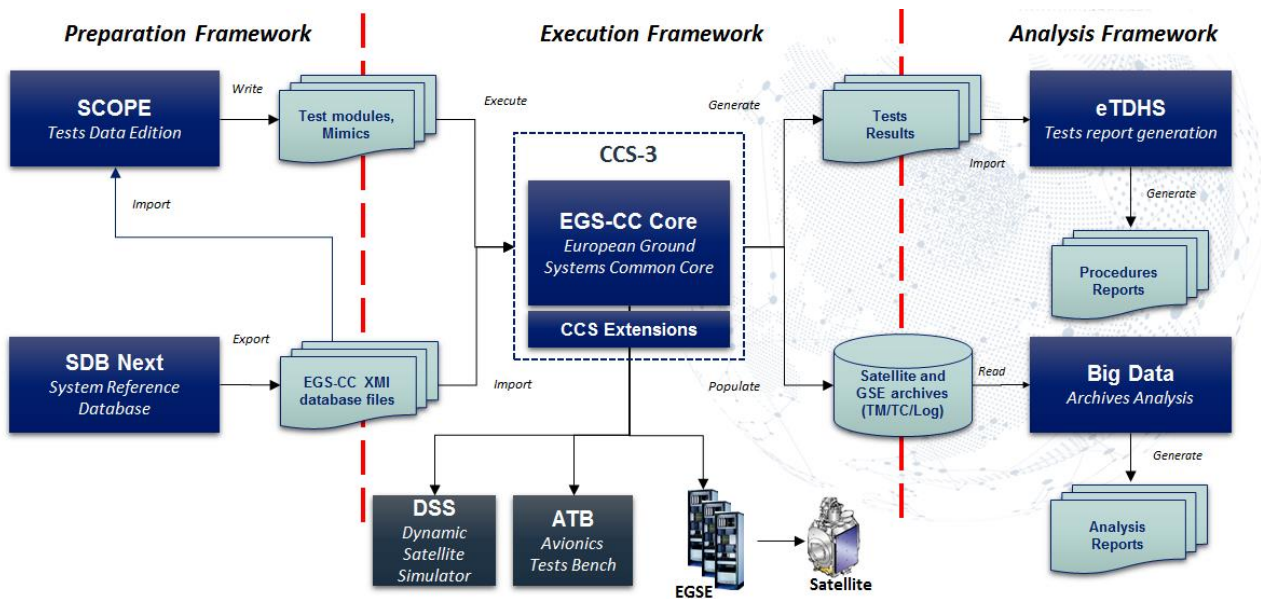 Preparation Framework
Execution Framework
Analysis Framework
SCOPE
Tests Data Edition
Write
Test modules,
Mimics
Execute
Generate
Tests
Results
Import
eTDHS
Tests report generation
Import
CCS-3
EGS-CC Core
European Ground
Systems Common Core
CCS Extensions
Generate
Procedures
Reports
SDB Next
System Reference
Database
Export
EGS-CC XMI
database files
Import
Populate
Satellite and
GSE archives
(TM/TC/Log)
Read
Big Data
Archives Analysis
Generate
Analysis
Reports
DSS
Dynamic
Satellite
Simulator
ATB
Avionics
Tests Bench
EGSE
Satellite